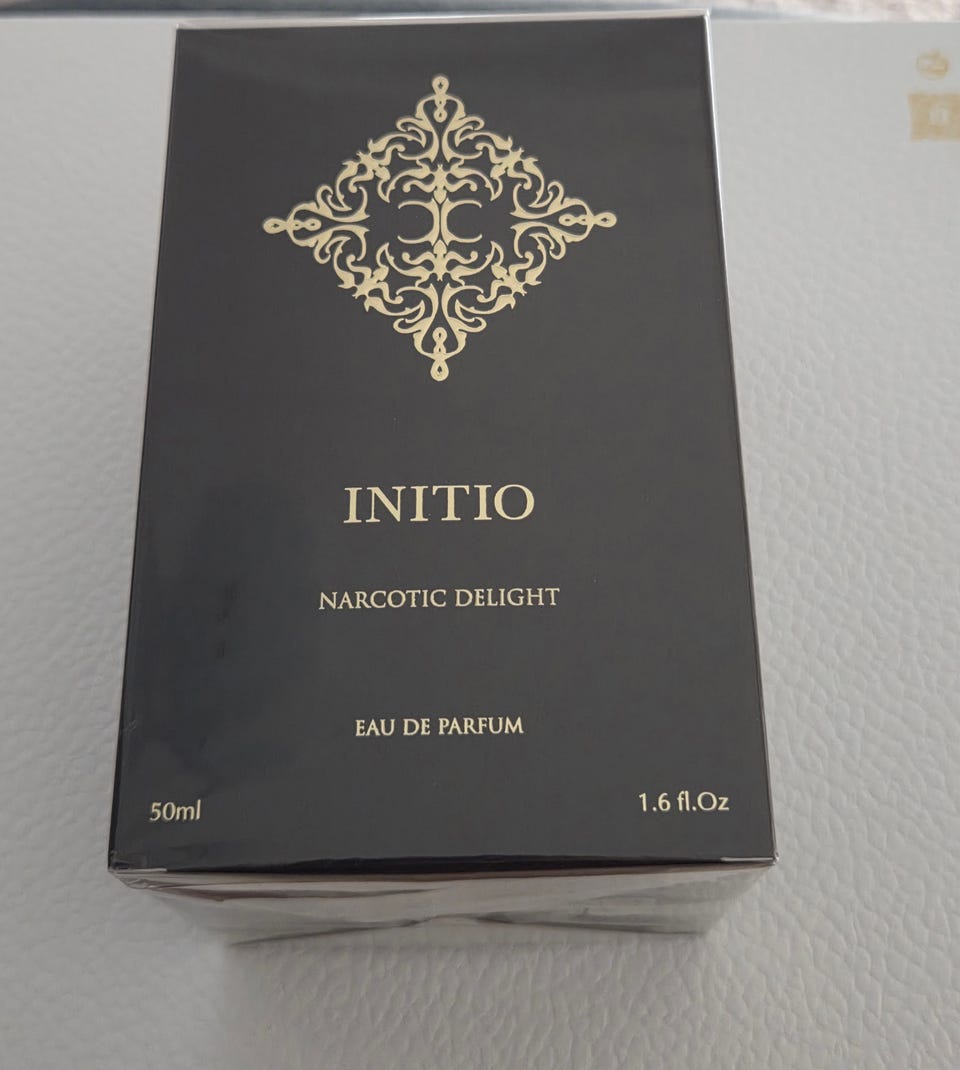 INITIO
NARCOTIC DELIGHT
EAU DE PARFUM
50ml
1.6 fl.Oz